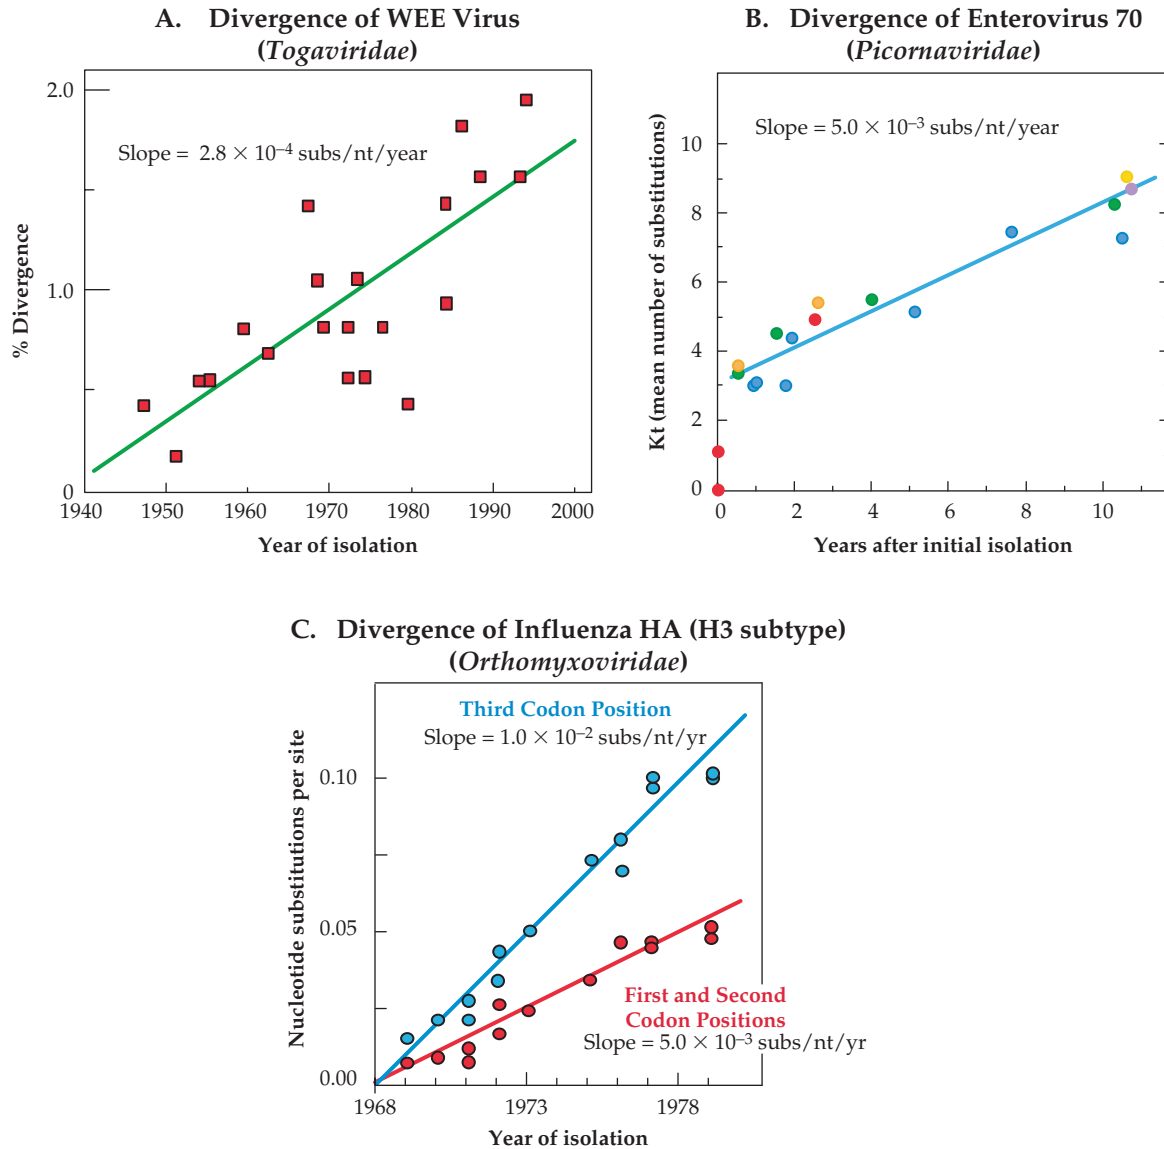 A. Divergence of WEE Virus
(Togaviridae)
2.0
1.0
0
Slope = 2.8 × 10–4 subs/nt/year
% Divergence
1940 1950 1960 1970 1980 1990 2000
Year of isolation
B. Divergence of Enterovirus 70
(Picornaviridae)
Slope = 5.0 × 10–3 subs/nt/year
Kt (mean number of substitutions)
10
8
6
4
2
0
0 2 4 6 8 10
Years after initial isolation
C. Divergence of Influenza HA (H3 subtype)
(Orthomyxoviridae)
Third Codon Position
Slope = 1.0 × 10–2 subs/nt/yr
Nucleotide substitutions per site
0.10
0.05
0.00
First and Second
Codon Positions
Slope = 5.0 × 10–3 subs/nt/yr
1968 1973 1978
Year of isolation